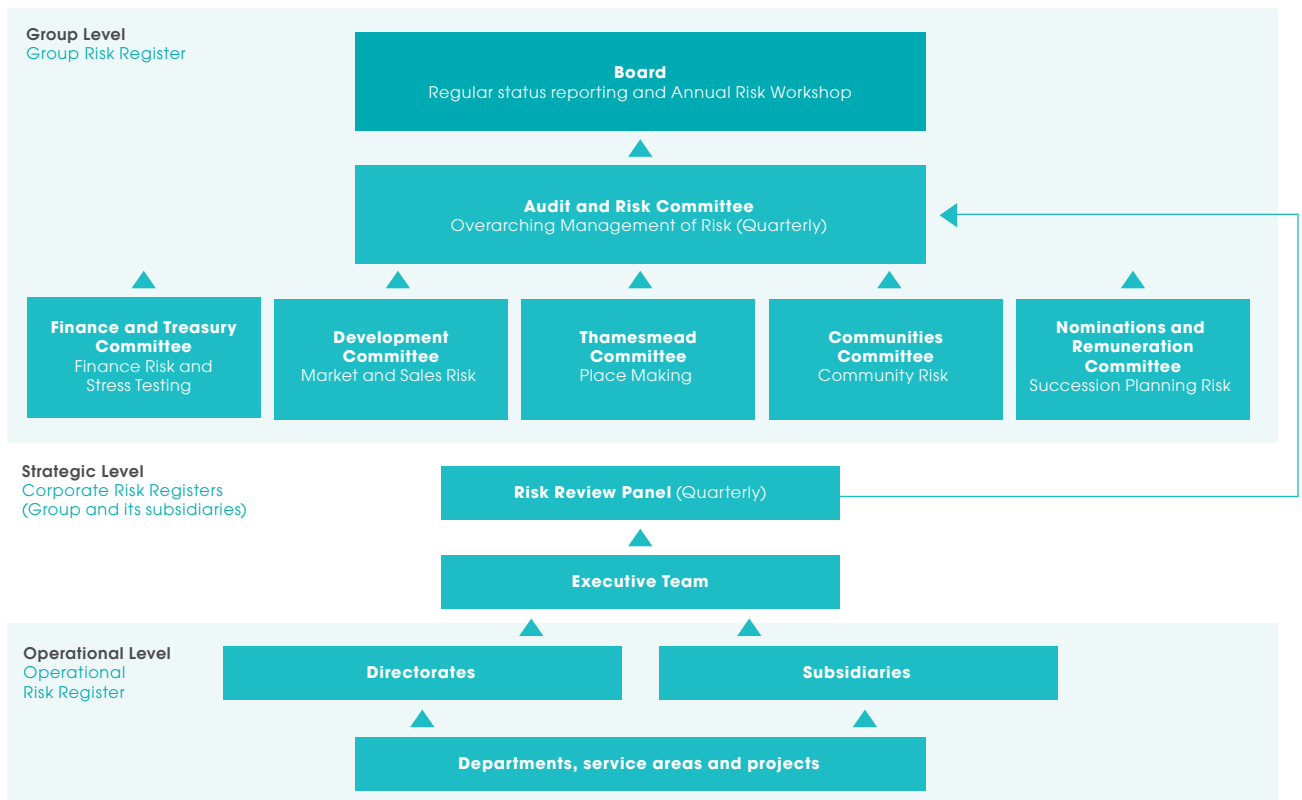 Group Level
Group Risk Register
Board
Regular status reporting and Annual Risk Workshop
Audit and Risk Committee
Overarching Management of Risk (Quarterly)
Finance and Treasury
Committee
Finance Risk and
Stress Testing
Development
Committee
Market and Sales Risk
Thamesmead
Committee
Place Making
Communities
Committee
Community Risk
Nominations and
Remuneration
Committee
Succession Planning Risk
Strategic Level
Corporate Risk Registers
(Group and its subsidiaries)
Risk Review Panel (Quarterly)
Executive Team
Operational Level
Operational
Risk Register
Directorates
Subsidiaries
Departments, service areas and projects